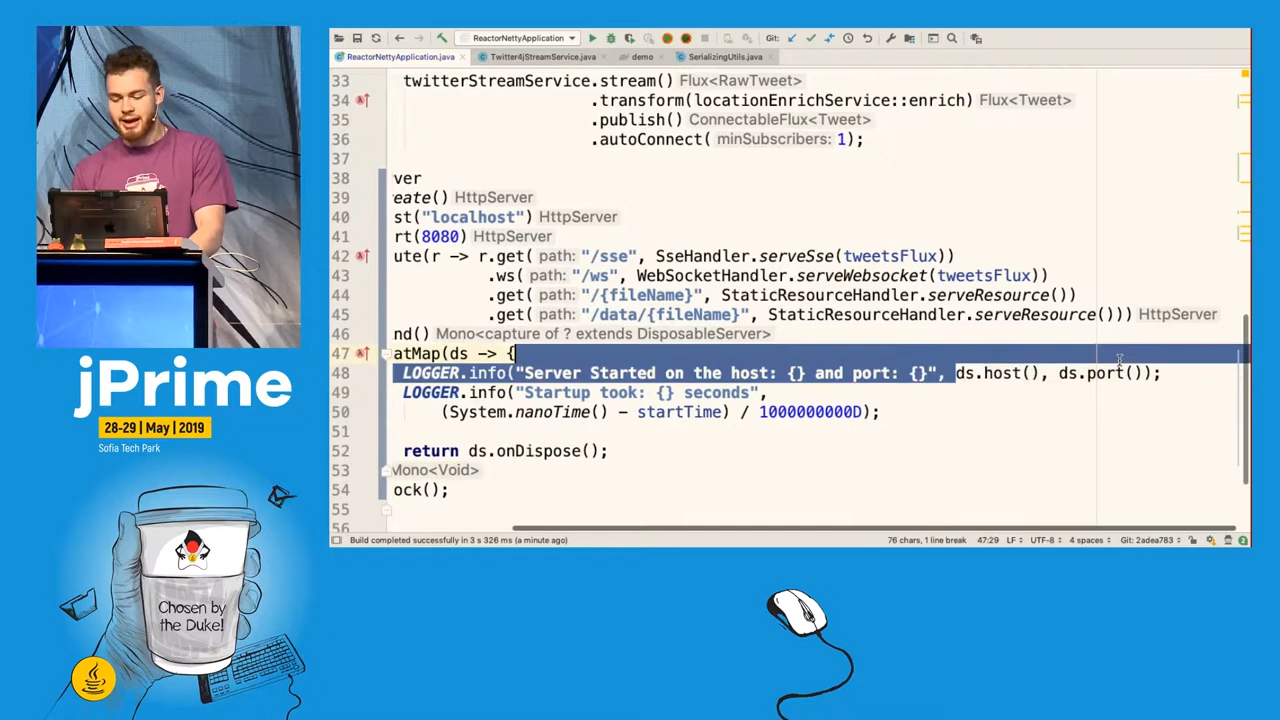 ReactorNettyApplication
Git:
ReactorNettyApplication.java
Twitter4jStreamService.java
demo
SerializingUtils.java
33 twitterStreamService.stream() Flux<RawTweet>
34 .transform(locationEnrichService::enrich) Flux<Tweet>
35 .publish() ConnectableFlux<Tweet>
36 .autoConnect( minSubscribers: 1);
37
38 ver
39 eate() HttpServer
40 st("localhost") HttpServer
41 rt(8080) HttpServer
42 ute(r -> r.get( path: "/sse", SseHandler.serveSse(tweetsFlux))
43 .ws( path: "/ws", WebSocketHandler.serveWebsocket(tweetsFlux))
44 .get( path: "/{fileName}", StaticResourceHandler.serveResource())
45 .get( path: "/data/{fileName}", StaticResourceHandler.serveResource())) HttpServer
46 nd() Mono<capture of ? extends DisposableServer>
47 atMap(ds -> {
48 LOGGER.info("Server Started on the host: {} and port: {}", ds.host(), ds.port());
49 LOGGER.info("Startup took: {} seconds",
50 (System.nanoTime() - startTime) / 1000000000D);
51
52 return ds.onDispose();
53 Mono<Void>
54 ock();
55
56
Build completed successfully in 3 s 326 ms (a minute ago)
76 chars, 1 line break 47:29 LF UTF-8 4 spaces Git: 2adea783
jPrime
28-29 | May | 2019
Sofia Tech Park
Chosen by
the Duke!
Java